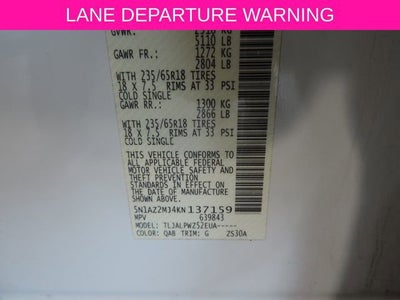 LANE DEPARTURE WARNING
GVWR:
5110 LB
GAWR FR.: 1272 KG
2804 LB
WITH 235/65R18 TIRES
18 X 7.5 RIMS AT 33 PSI
COLD SINGLE
GAWR RR.: 1300 KG
2866 LB
WITH 235/65R18 TIRES
18 X 7.5 RIMS AT 33 PSI
COLD SINGLE
THIS VEHICLE CONFORMS TO
ALL APPLICABLE FEDERAL
MOTOR VEHICLE SAFETY AND
THEFT PREVENTION
STANDARDS IN EFFECT ON
THE DATE OF MANUFACTURE
SHOWN ABOVE.
5N1AZ2MJ4KN137159
MPV 639843
MODEL: TLJALPWZ52EUA-----
COLOR: QAB TRIM: G ZS30A